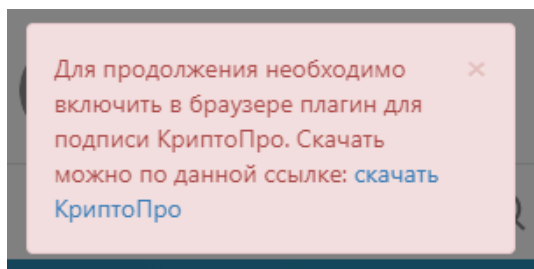 Для продолжения необходимо ×
включить в браузере плагин для
подписи КриптоПро. Скачать
можно по данной ссылке: скачать
КриптоПро